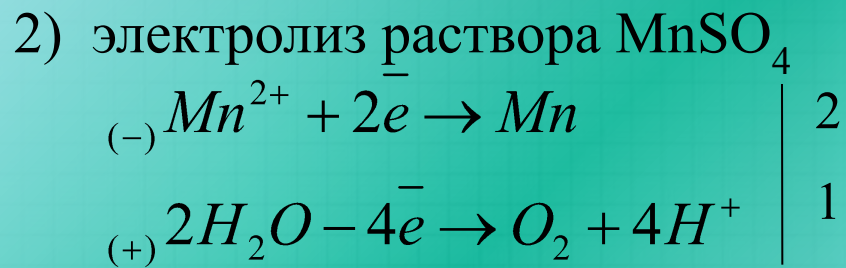 2) электролиз раствора MnSO₄
(−) Mn²⁺ + 2e̅ → Mn | 2
(+) 2H₂O − 4e̅ → O₂ + 4H⁺ | 1